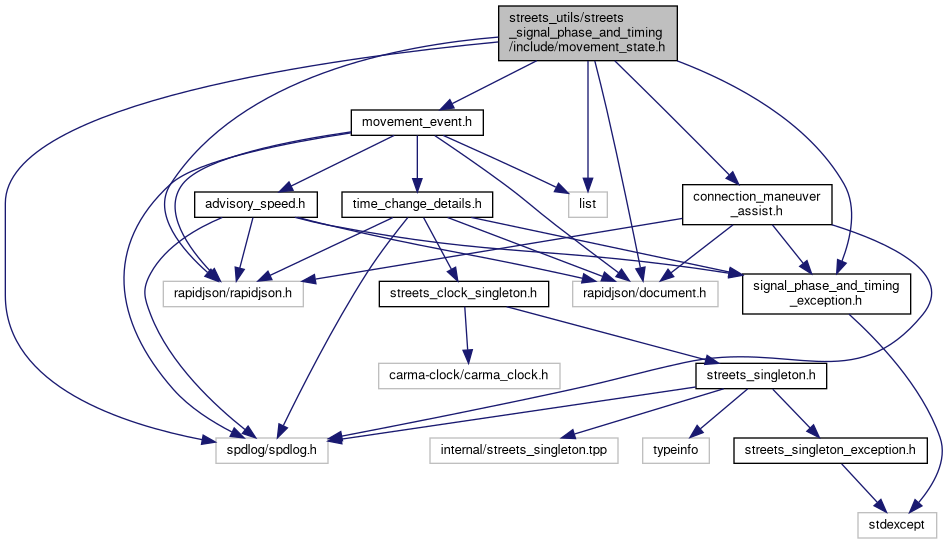 streets_utils/streets
_signal_phase_and_timing
/include/movement_state.h
movement_event.h
advisory_speed.h
time_change_details.h
list
connection_maneuver
_assist.h
rapidjson/rapidjson.h
streets_clock_singleton.h
rapidjson/document.h
signal_phase_and_timing
_exception.h
carma-clock/carma_clock.h
streets_singleton.h
spdlog/spdlog.h
internal/streets_singleton.tpp
typeinfo
streets_singleton_exception.h
stdexcept